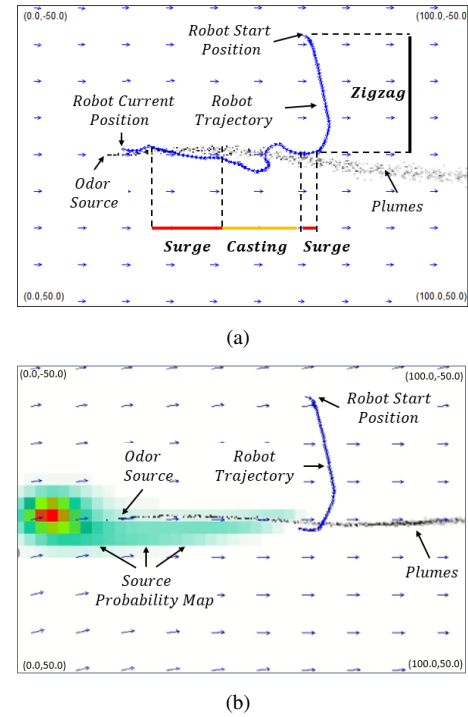 (0.0,-50.0)
(100.0,-50.0)
Robot Start
Position
Zigzag
Robot Current
Position
Robot
Trajectory
Odor
Source
Plumes
Surge
Casting
Surge
(0.0,50.0)
(100.0,50.0)
(a)
(0.0,-50.0)
(100.0,-50.0)
Robot Start
Position
Odor
Source
Robot
Trajectory
Plumes
Source
Probability Map
(0.0,50.0)
(100.0,50.0)
(b)